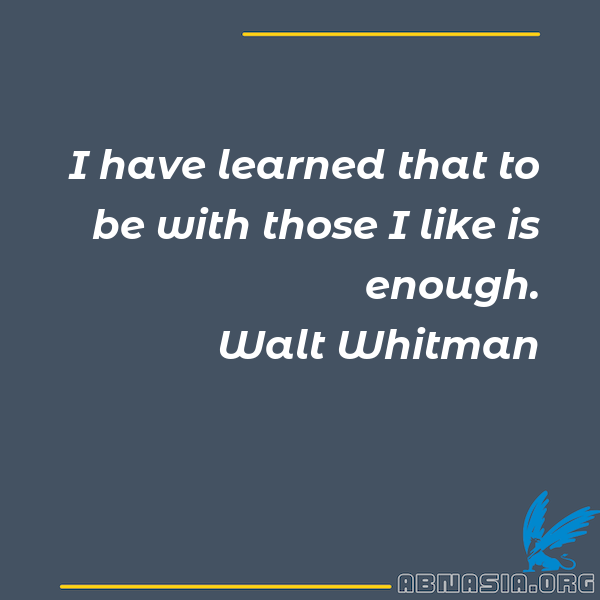 I have learned that to
be with those I like is
enough.
Walt Whitman
ABNASIA.ORG